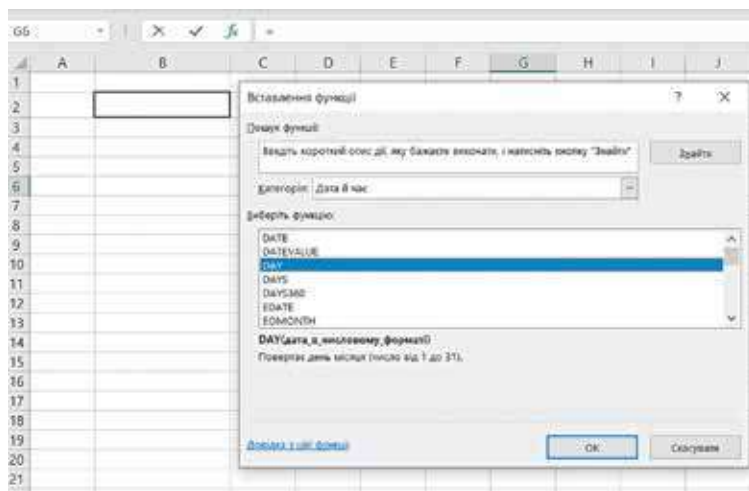 G6 fx =
A B C D E F G H I J
1
2
3
4
5
6
7
8
9
10
11
12
13
14
15
16
17
18
19
20
21
Вставлення функції ? ×
Пошук функції:
Введіть короткий опис дії, яку бажаєте виконати, і натисніть кнопку "Знайти"
Знайти
Категорія: Дата й час
Виберіть функцію:
DATE
DATEVALUE
DAY
DAYS
DAYS360
EDATE
EOMONTH
DAY(дата_в_числовому_форматі)
Повертає день місяця (число від 1 до 31).
Довідка з цієї функції
OK
Скасувати